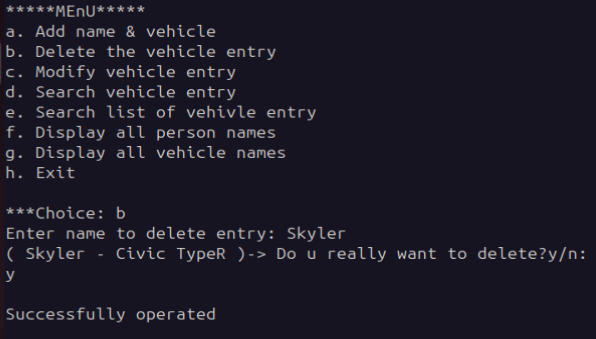 *****MEnU*****
a. Add name & vehicle
b. Delete the vehicle entry
c. Modify vehicle entry
d. Search vehicle entry
e. Search list of vehivle entry
f. Display all person names
g. Display all vehicle names
h. Exit
***Choice: b
Enter name to delete entry: Skyler
( Skyler - Civic TypeR )-> Do u really want to delete?y/n:
y
Successfully operated